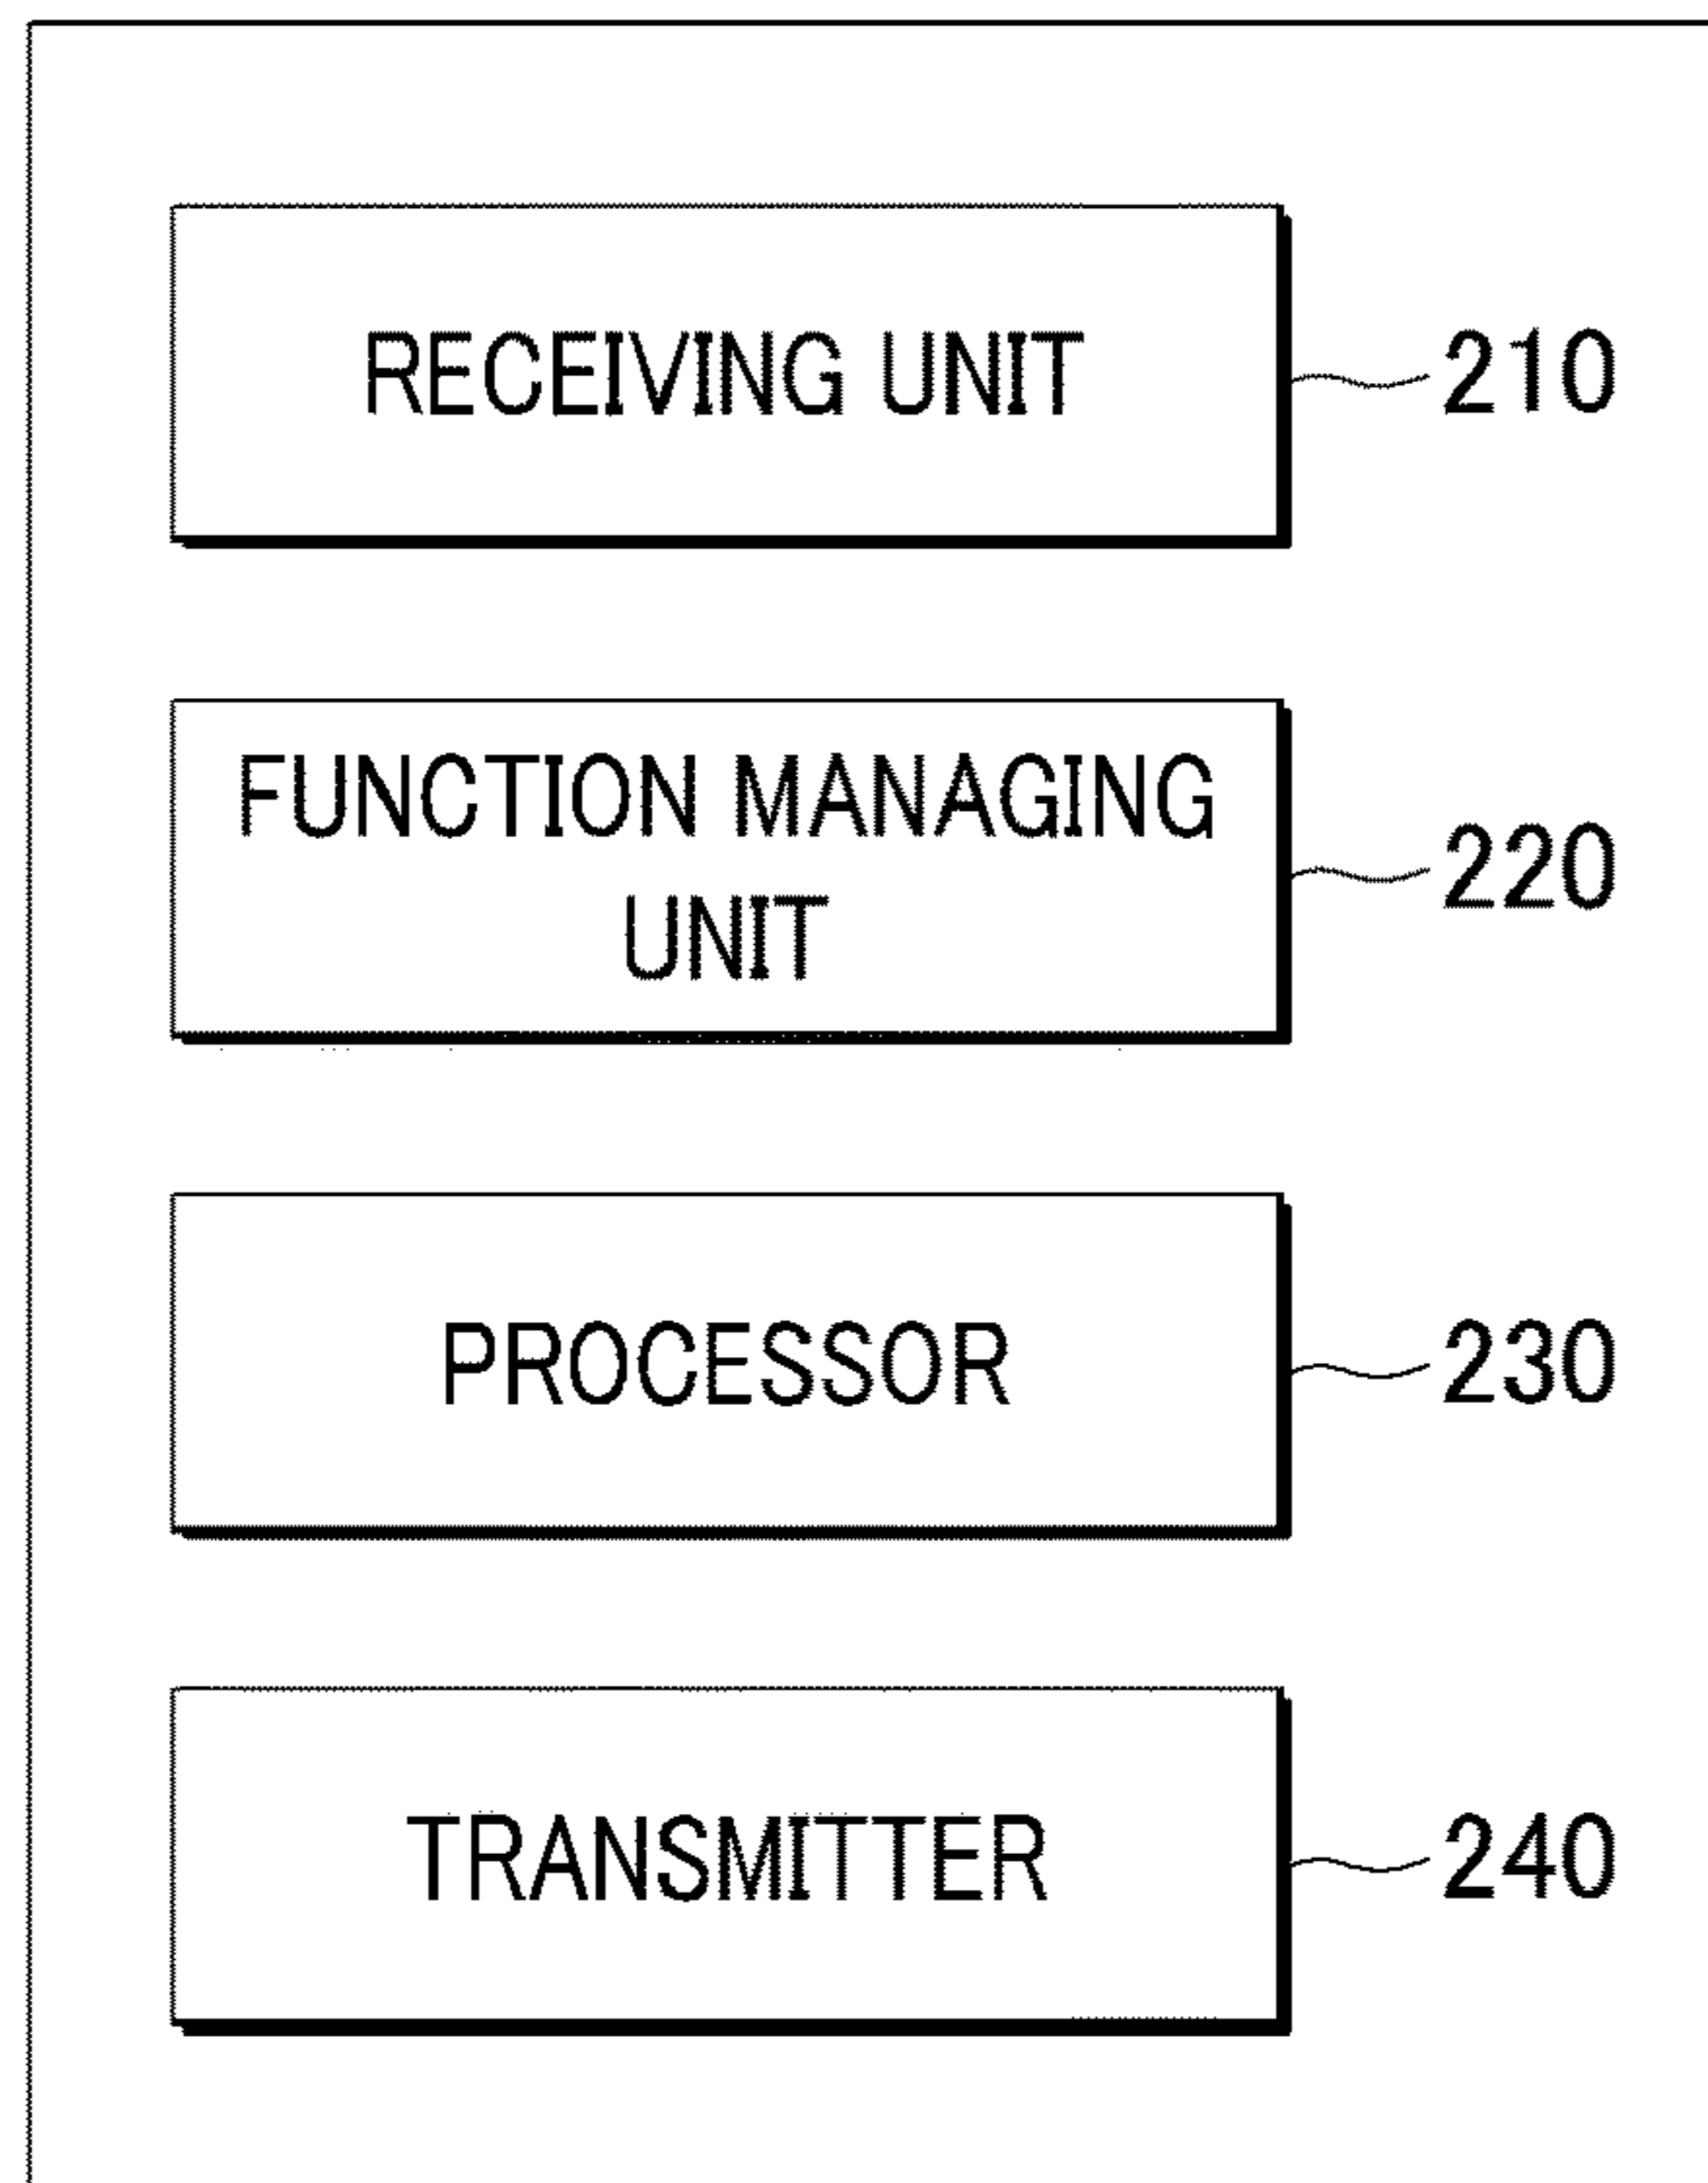 RECEIVING UNIT
210
FUNCTION MANAGING
UNIT
220
PROCESSOR
230
TRANSMITTER
240